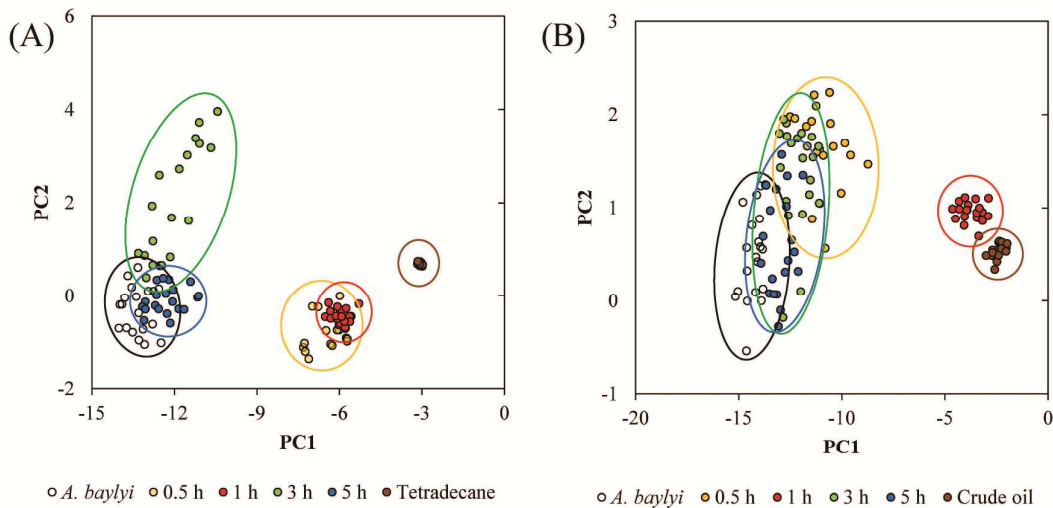 (A)
6
4
2
0
-2
PC2
-15 -12 -9 -6 -3 0
PC1
A. baylyi 0.5 h 1 h 3 h 5 h Tetradecane
(B)
3
2
1
0
-1
PC2
-20 -15 -10 -5 0
PC1
A. baylyi 0.5 h 1 h 3 h 5 h Crude oil